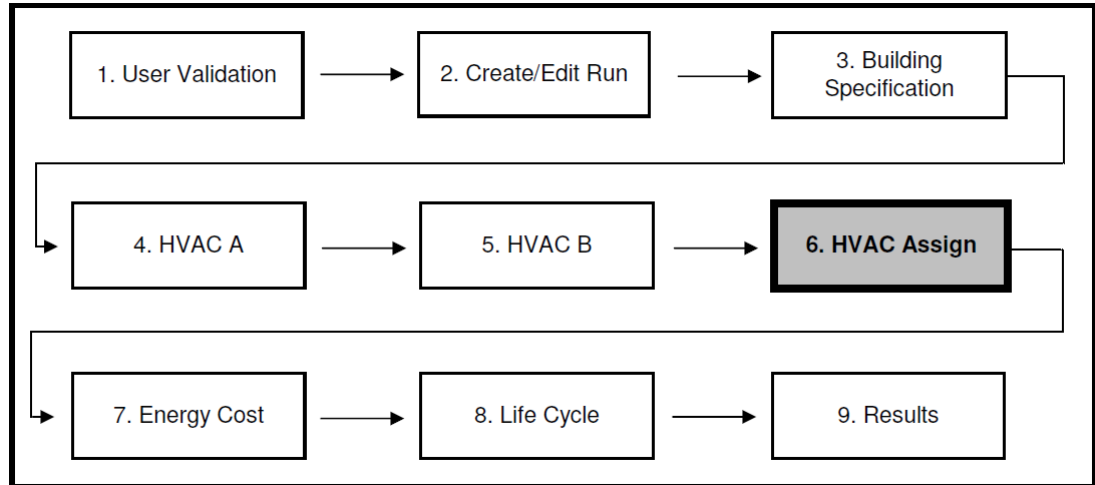 1. User Validation
2. Create/Edit Run
3. Building
Specification
4. HVAC A
5. HVAC B
6. HVAC Assign
7. Energy Cost
8. Life Cycle
9. Results